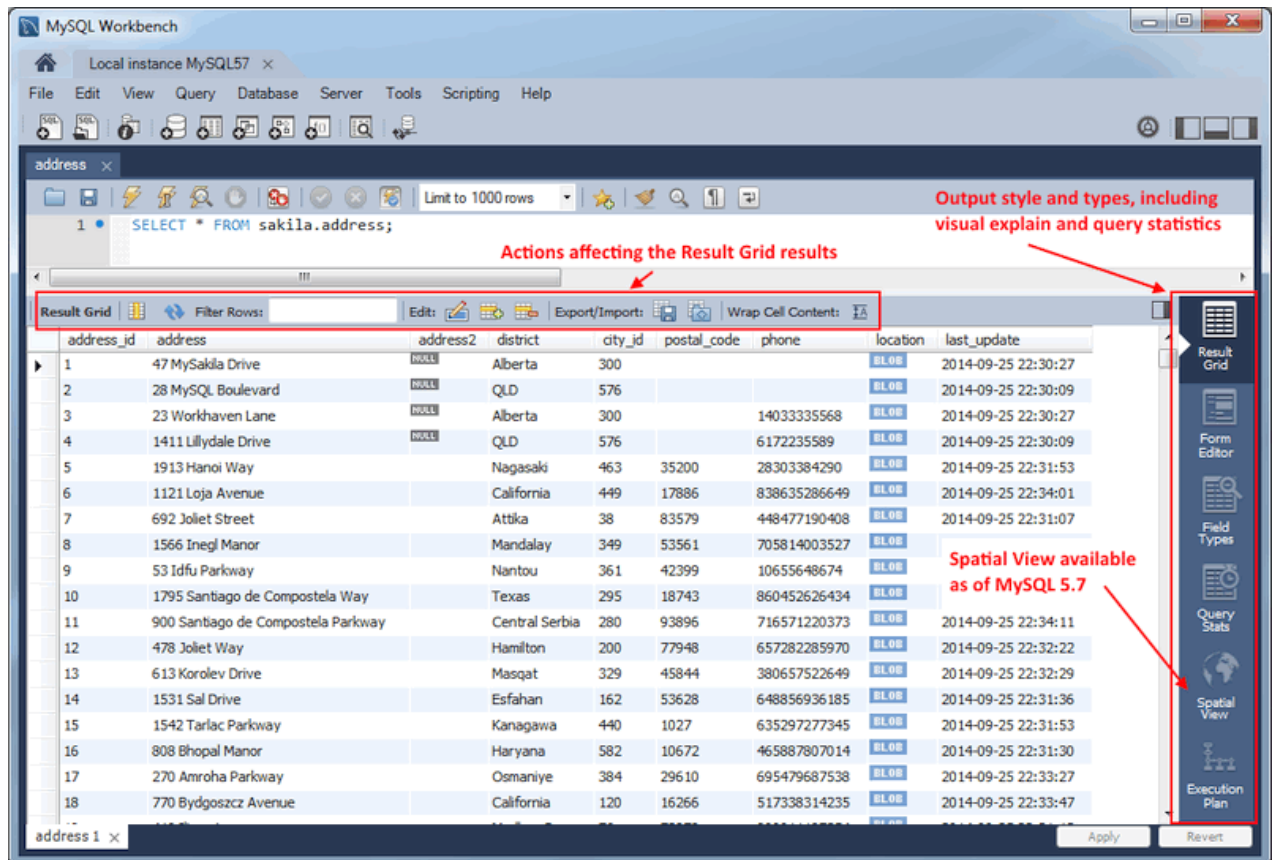 MySQL Workbench
Local instance MySQL57
File Edit View Query Database Server Tools Scripting Help
address
Limit to 1000 rows
Output style and types, including
visual explain and query statistics
1 SELECT * FROM sakila.address;
Actions affecting the Result Grid results
Result Grid Filter Rows: Edit: Export/Import: Wrap Cell Content:
address_id address address2 district city_id postal_code phone location last_update
1 47 MySakila Drive NULL Alberta 300 BLOB 2014-09-25 22:30:27
2 28 MySQL Boulevard NULL QLD 576 BLOB 2014-09-25 22:30:09
3 23 Workhaven Lane NULL Alberta 300 14033335568 BLOB 2014-09-25 22:30:27
4 1411 Lillydale Drive NULL QLD 576 6172235589 BLOB 2014-09-25 22:30:09
5 1913 Hanoi Way Nagasaki 463 35200 28303384290 BLOB 2014-09-25 22:31:53
6 1121 Loja Avenue California 449 17886 838635286649 BLOB 2014-09-25 22:34:01
7 692 Joliet Street Attika 38 83579 448477190408 BLOB 2014-09-25 22:31:07
8 1566 Inegl Manor Mandalay 349 53561 705814003527 BLOB
9 53 Idfu Parkway Nantou 361 42399 10655648674 BLOB
10 1795 Santiago de Compostela Way Texas 295 18743 860452626434 BLOB
11 900 Santiago de Compostela Parkway Central Serbia 280 93896 716571220373 BLOB 2014-09-25 22:34:11
12 478 Joliet Way Hamilton 200 77948 657282285970 BLOB 2014-09-25 22:32:22
13 613 Korolev Drive Masqat 329 45844 380657522649 BLOB 2014-09-25 22:32:29
14 1531 Sal Drive Esfahan 162 53628 648856936185 BLOB 2014-09-25 22:31:36
15 1542 Tarlac Parkway Kanagawa 440 1027 635297277345 BLOB 2014-09-25 22:31:53
16 808 Bhopal Manor Haryana 582 10672 465887807014 BLOB 2014-09-25 22:31:30
17 270 Amroha Parkway Osmaniye 384 29610 695479687538 BLOB 2014-09-25 22:33:27
18 770 Bydgoszcz Avenue California 120 16266 517338314235 BLOB 2014-09-25 22:33:47
Spatial View available
as of MySQL 5.7
Result
Grid
Form
Editor
Field
Types
Query
Stats
Spatial
View
Execution
Plan
address 1
Apply Revert